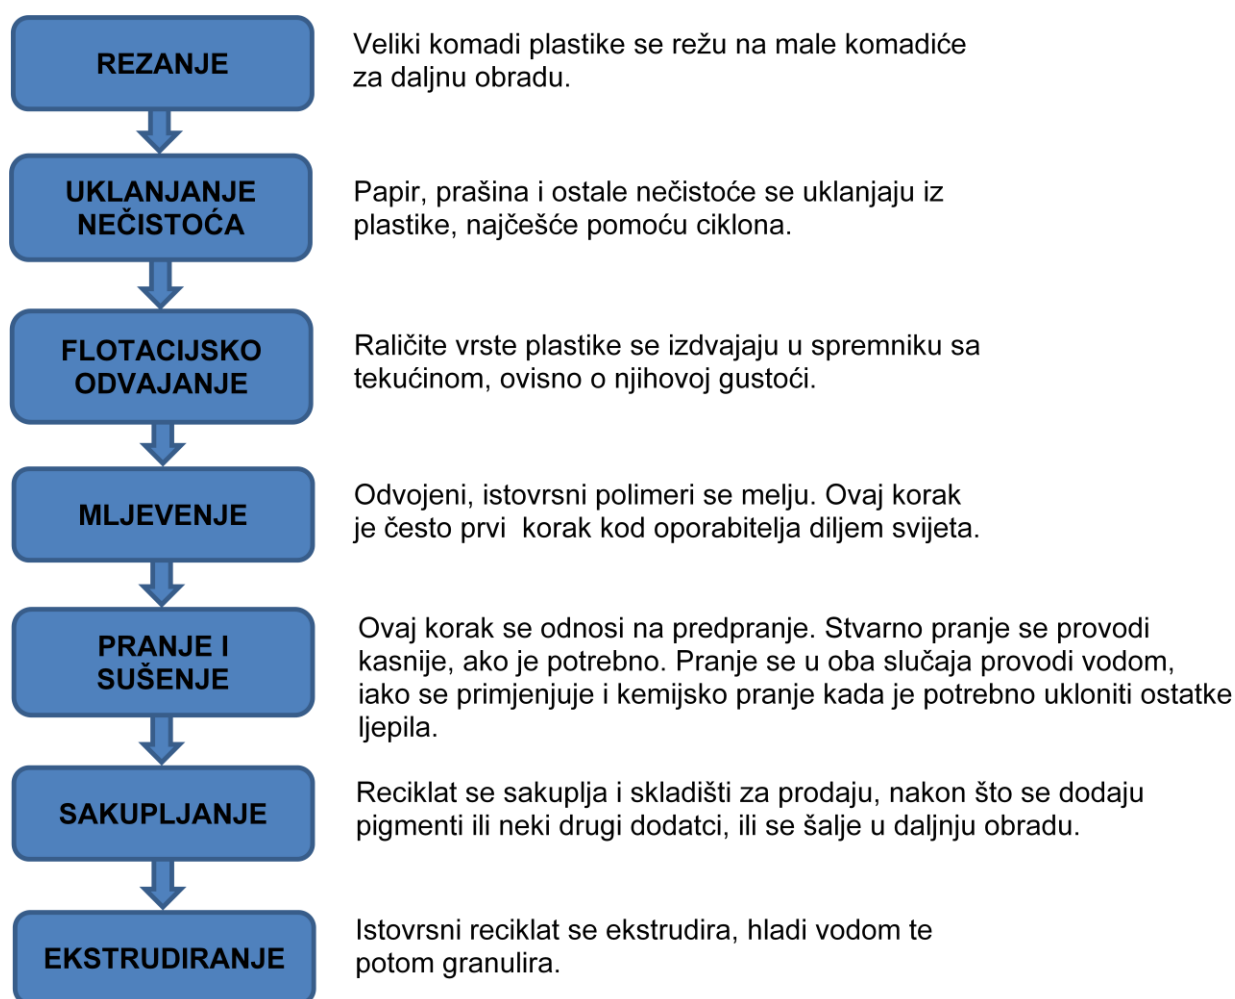 REZANJE
Veliki komadi plastike se režu na male komadiće
za daljnu obradu.
UKLANJANJE
NEČISTOĆA
Papir, prašina i ostale nečistoće se uklanjaju iz
plastike, najčešće pomoću ciklona.
FLOTACIJSKO
ODVAJANJE
Raličite vrste plastike se izdvajaju u spremniku sa
tekućinom, ovisno o njihovoj gustoći.
MLJEVENJE
Odvojeni, istovrsni polimeri se melju. Ovaj korak
je često prvi  korak kod oporabitelja diljem svijeta.
PRANJE I
SUŠENJE
Ovaj korak se odnosi na predpranje. Stvarno pranje se provodi
kasnije, ako je potrebno. Pranje se u oba slučaja provodi vodom,
iako se primjenjuje i kemijsko pranje kada je potrebno ukloniti ostatke
ljepila.
SAKUPLJANJE
Reciklat se sakuplja i skladišti za prodaju, nakon što se dodaju
pigmenti ili neki drugi dodatci, ili se šalje u daljnju obradu.
EKSTRUDIRANJE
Istovrsni reciklat se ekstrudira, hladi vodom te
potom granulira.